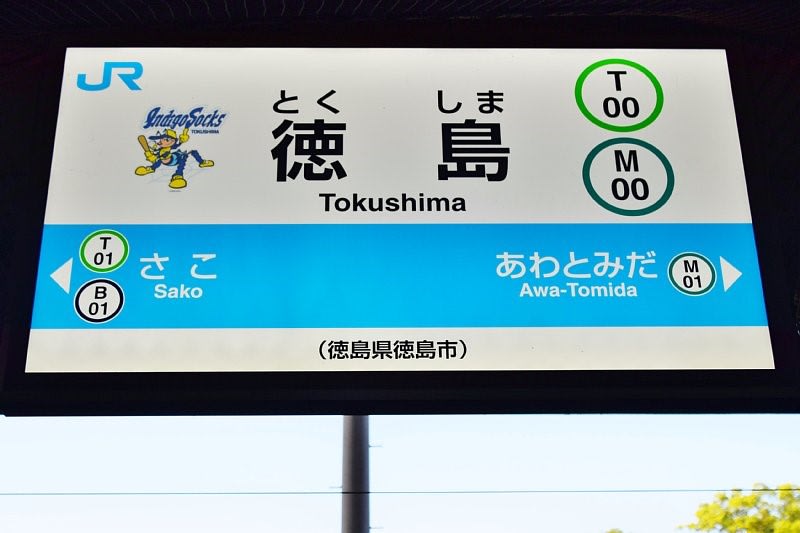 JR
IndigoSocks
TOKUSHIMA
とく しま
徳 島
Tokushima
T
00
M
00
T
01
B
01
さこ
Sako
あわとみだ
Awa-Tomida
M
01
（徳島県徳島市）